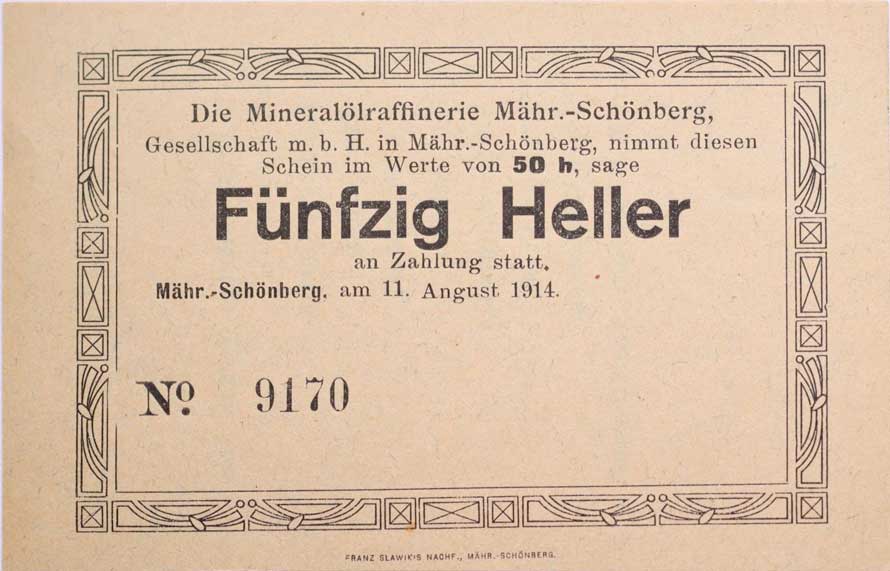 Die Mineralölraffinerie Mähr.-Schönberg,
Gesellschaft m. b. H. in Mähr.-Schönberg, nimmt diesen
Schein im Werte von 50 h, sage
Fünfzig Heller
an Zahlung statt.
Mähr.-Schönberg, am 11. August 1914.
No. 9170
FRANZ SLAWIK'S NACHF., MÄHR.-SCHÖNBERG.